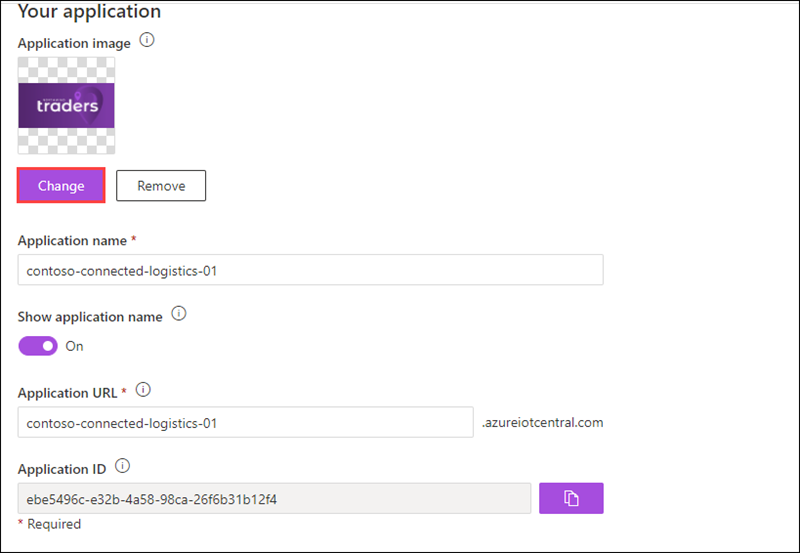 Your application
Application image
traders
Change
Remove
Application name *
contoso-connected-logistics-01
Show application name
On
Application URL *
contoso-connected-logistics-01
.azureiotcentral.com
Application ID
ebe5496c-e32b-4a58-98ca-26f6b31b12f4
* Required